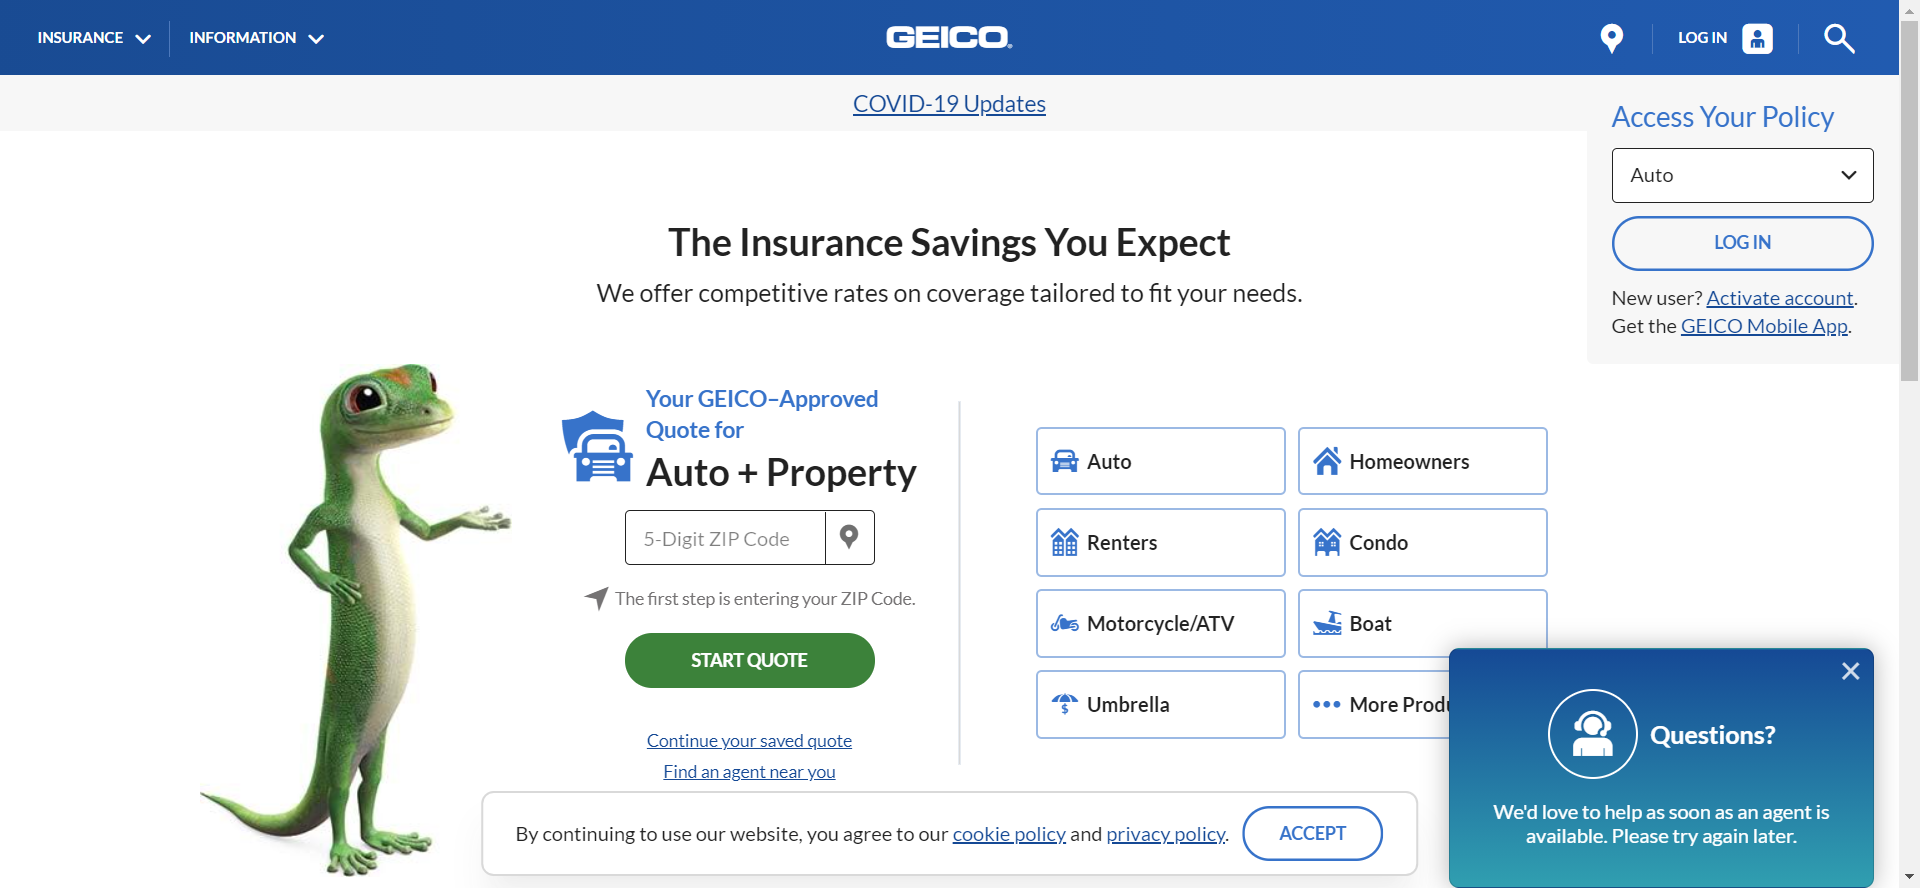 INSURANCE
INFORMATION
GEICO
LOG IN
COVID-19 Updates
Access Your Policy
Auto
LOG IN
New user? Activate account.
Get the GEICO Mobile App.
The Insurance Savings You Expect
We offer competitive rates on coverage tailored to fit your needs.
Your GEICO–Approved
Quote for
Auto + Property
5-Digit ZIP Code
The first step is entering your ZIP Code.
START QUOTE
Continue your saved quote
Find an agent near you
Auto
Homeowners
Renters
Condo
Motorcycle/ATV
Boat
$
Umbrella
More
Questions?
We'd love to help as soon as an agent is
available. Please try again later.
By continuing to use our website, you agree to our cookie policy and privacy policy.
ACCEPT